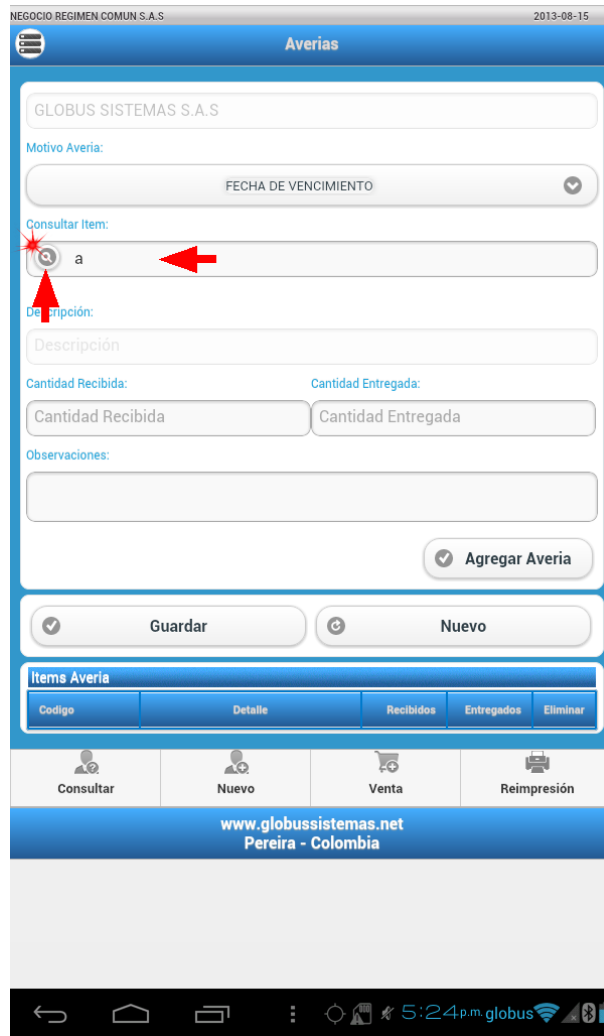 NEGOCIO REGIMEN COMUN S.A.S 2013-08-15
Averias
GLOBUS SISTEMAS S.A.S
Motivo Averia:
FECHA DE VENCIMIENTO
Consultar Item:
a
Descripción:
Descripción
Cantidad Recibida: Cantidad Entregada:
Cantidad Recibida Cantidad Entregada
Observaciones:
Agregar Averia
Guardar Nuevo
Items Averia
Codigo Detalle Recibidos Entregados Eliminar
Consultar Nuevo Venta Reimpresión
www.globussistemas.net
Pereira - Colombia
5:24 p.m. globus